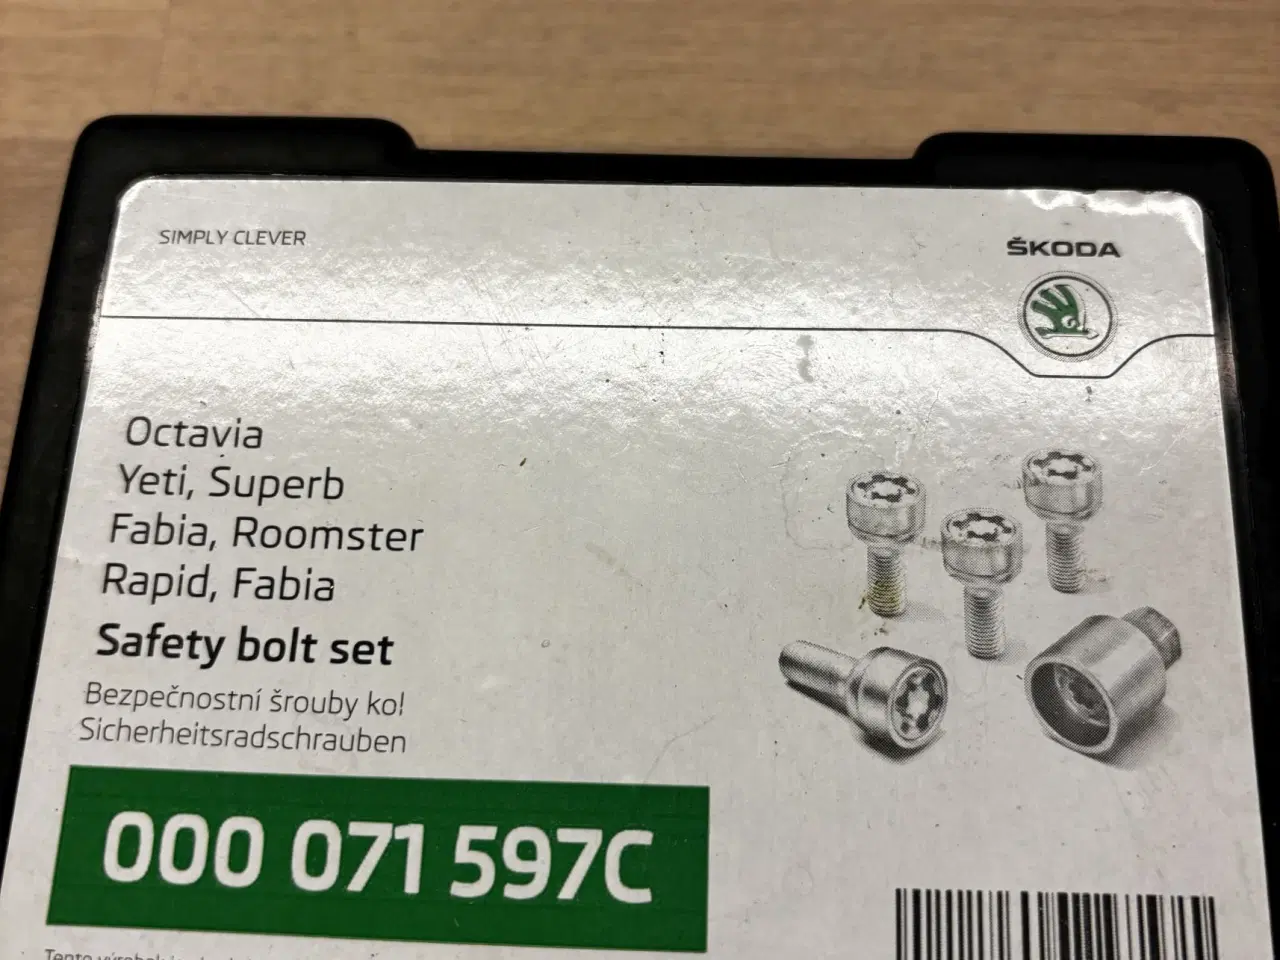 SIMPLY CLEVER
ŠKODA
Octavia
Yeti, Superb
Fabia, Roomster
Rapid, Fabia
Safety bolt set
Bezpečnostní šrouby kol
Sicherheitsradschrauben
000 071 597C